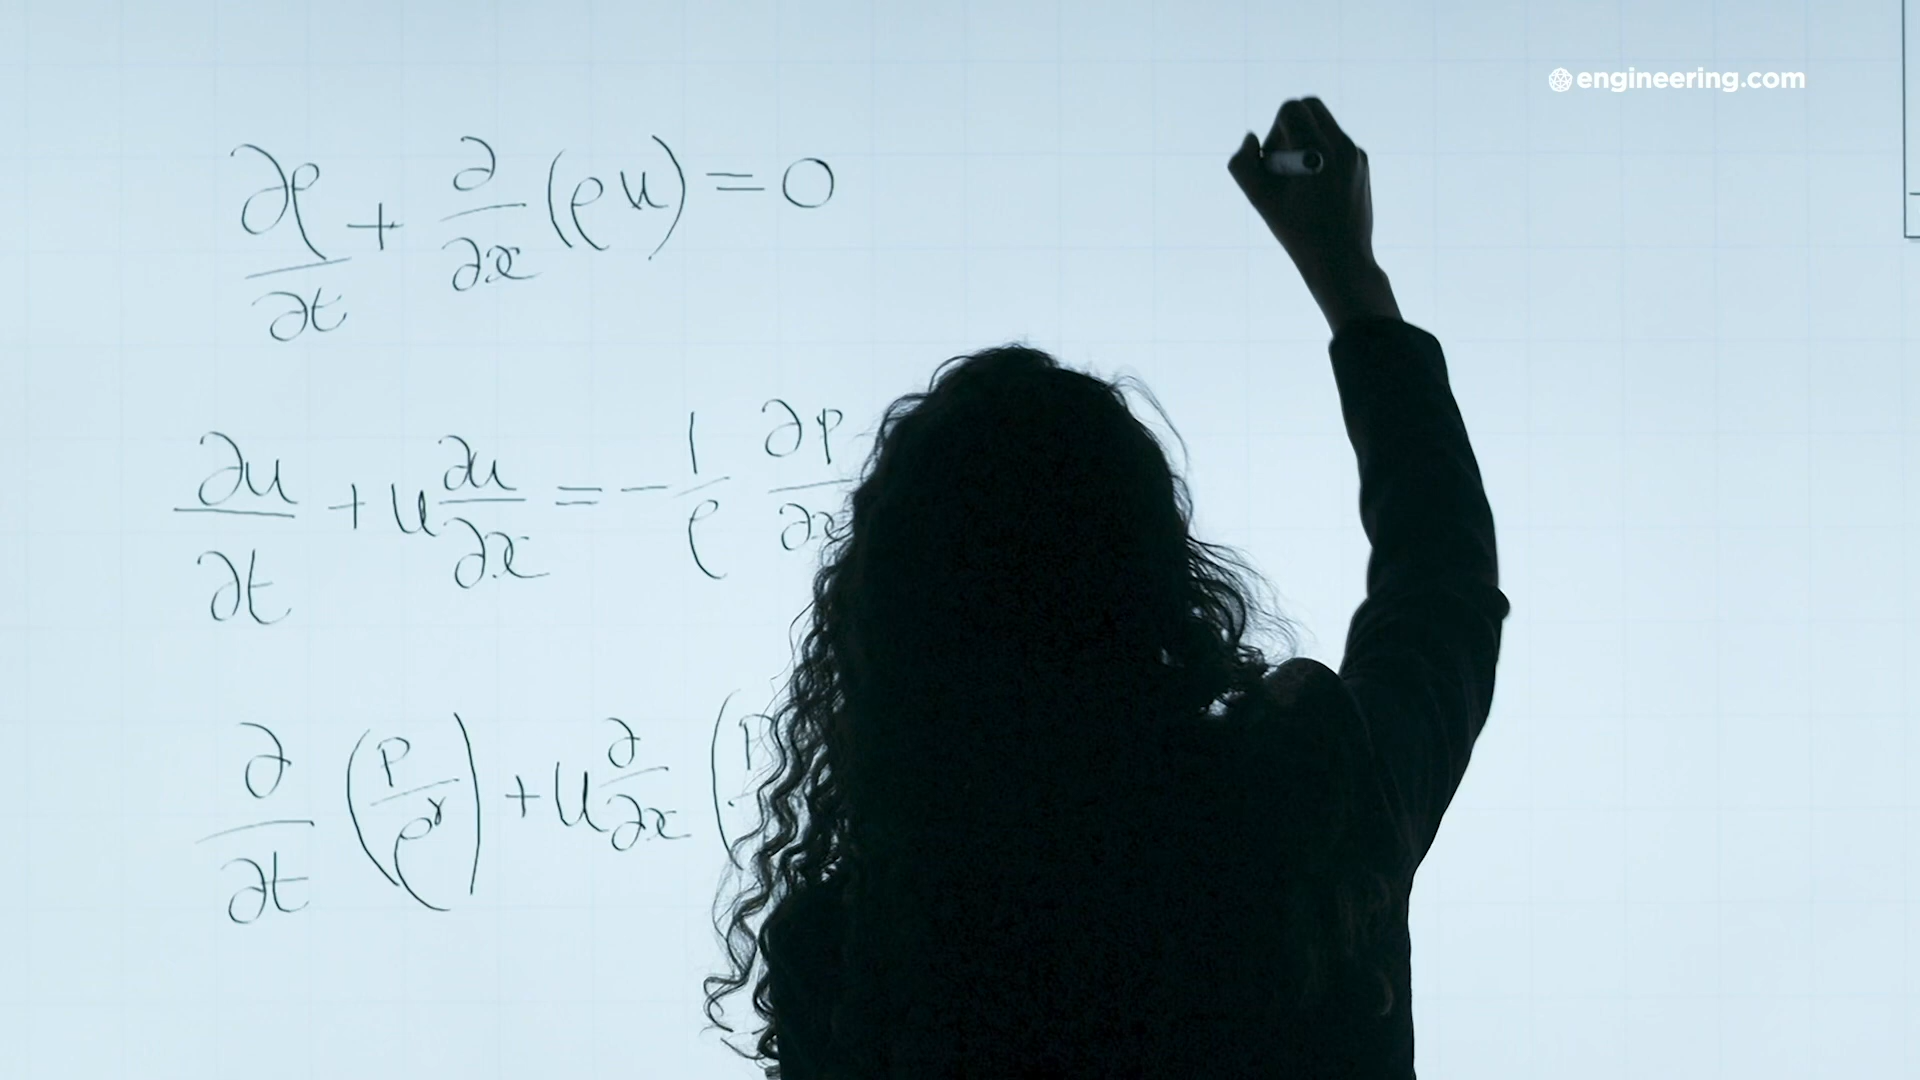 engineering.com
∂ρ/∂t + ∂/∂x (ρu) = 0
∂u/∂t + u ∂u/∂x = - 1/ρ ∂p/∂x
∂/∂t (p/ρ^γ) + u ∂/∂x (p